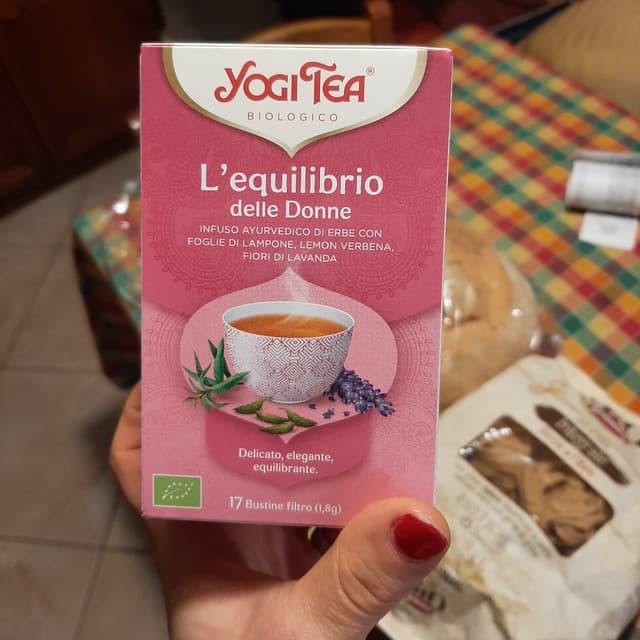 YOGI TEA®
BIOLOGICO
L'equilibrio
delle Donne
INFUSO AYURVEDICO DI ERBE CON
FOGLIE DI LAMPONE, LEMON VERBENA,
FIORI DI LAVANDA
Delicato, elegante,
equilibrante.
17 Bustine filtro (1,8g)